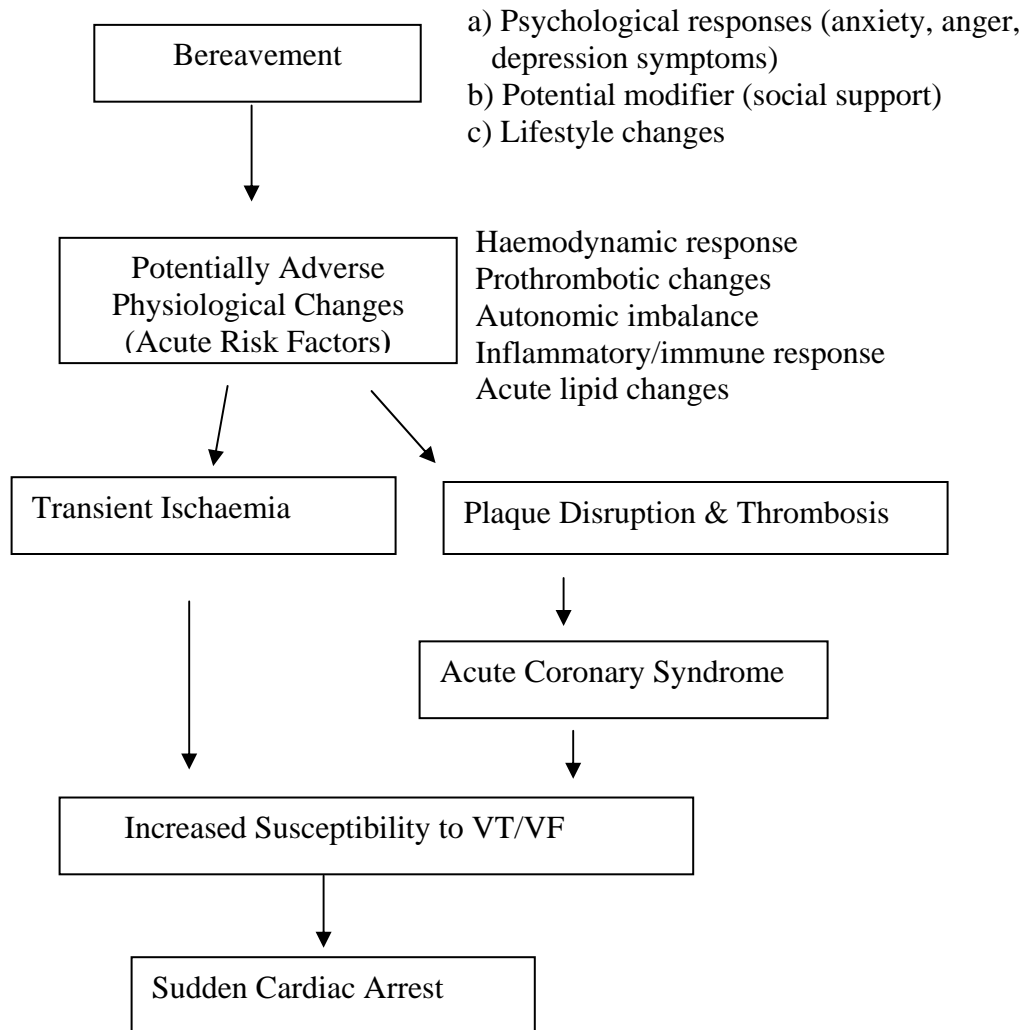 Bereavement
a) Psychological responses (anxiety, anger,
depression symptoms)
b) Potential modifier (social support)
c) Lifestyle changes
Potentially Adverse
Physiological Changes
(Acute Risk Factors)
Haemodynamic response
Prothrombotic changes
Autonomic imbalance
Inflammatory/immune response
Acute lipid changes
Transient Ischaemia
Plaque Disruption & Thrombosis
Acute Coronary Syndrome
Increased Susceptibility to VT/VF
Sudden Cardiac Arrest